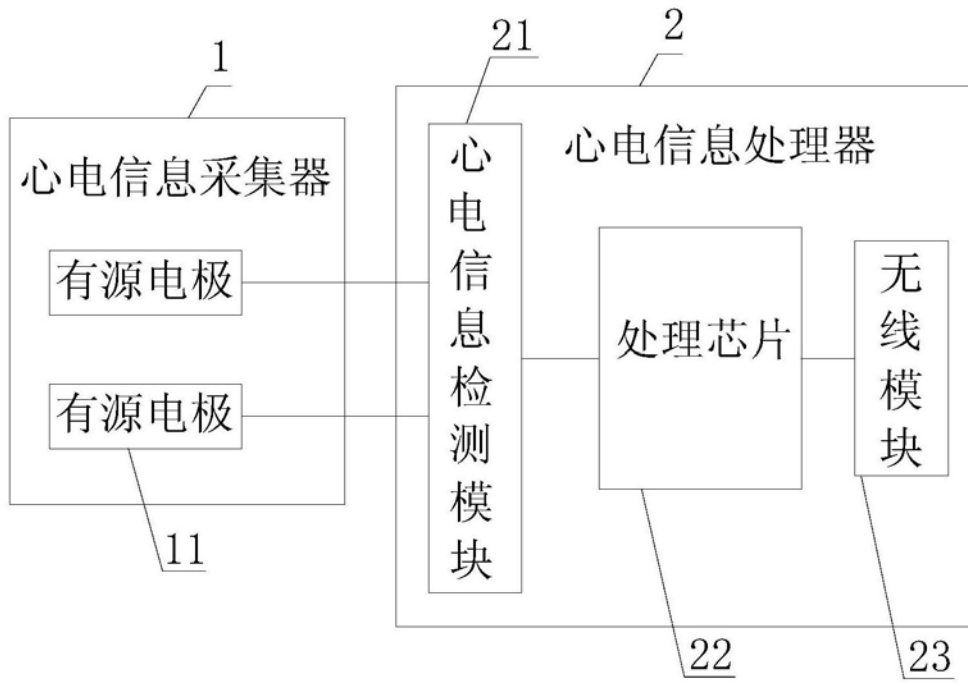 1
心电信息采集器
有源电极
有源电极
11
2
21
心电信息检测模块
心电信息处理器
处理芯片
22
无线模块
23